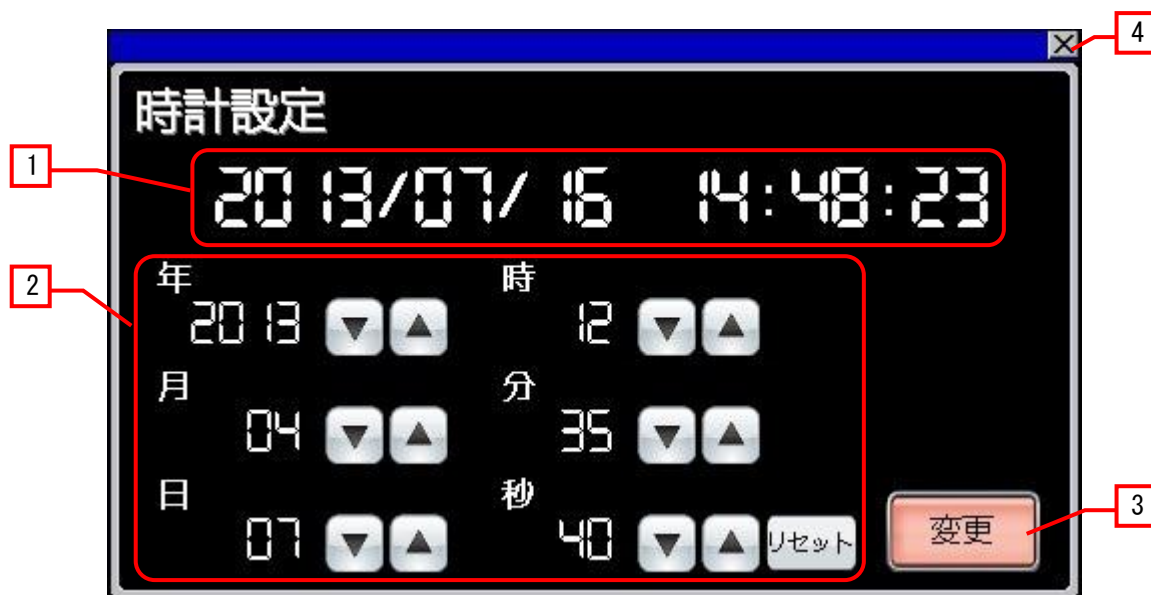 4
時計設定
1
2013/07/16 14:48:23
2
年 時
2013 ▼ ▲ 12 ▼ ▲
月 分
04 ▼ ▲ 35 ▼ ▲
日 秒
07 ▼ ▲ 40 ▼ ▲ リセット
変更
3